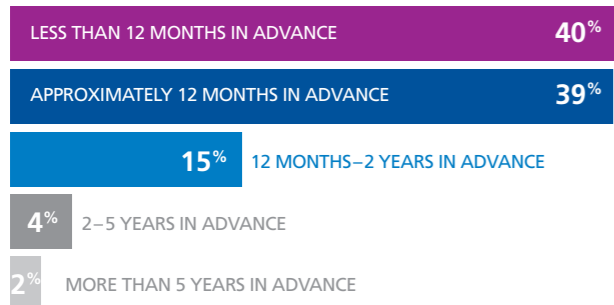 LESS THAN 12 MONTHS IN ADVANCE 40%
APPROXIMATELY 12 MONTHS IN ADVANCE 39%
15% 12 MONTHS–2 YEARS IN ADVANCE
4% 2–5 YEARS IN ADVANCE
2% MORE THAN 5 YEARS IN ADVANCE